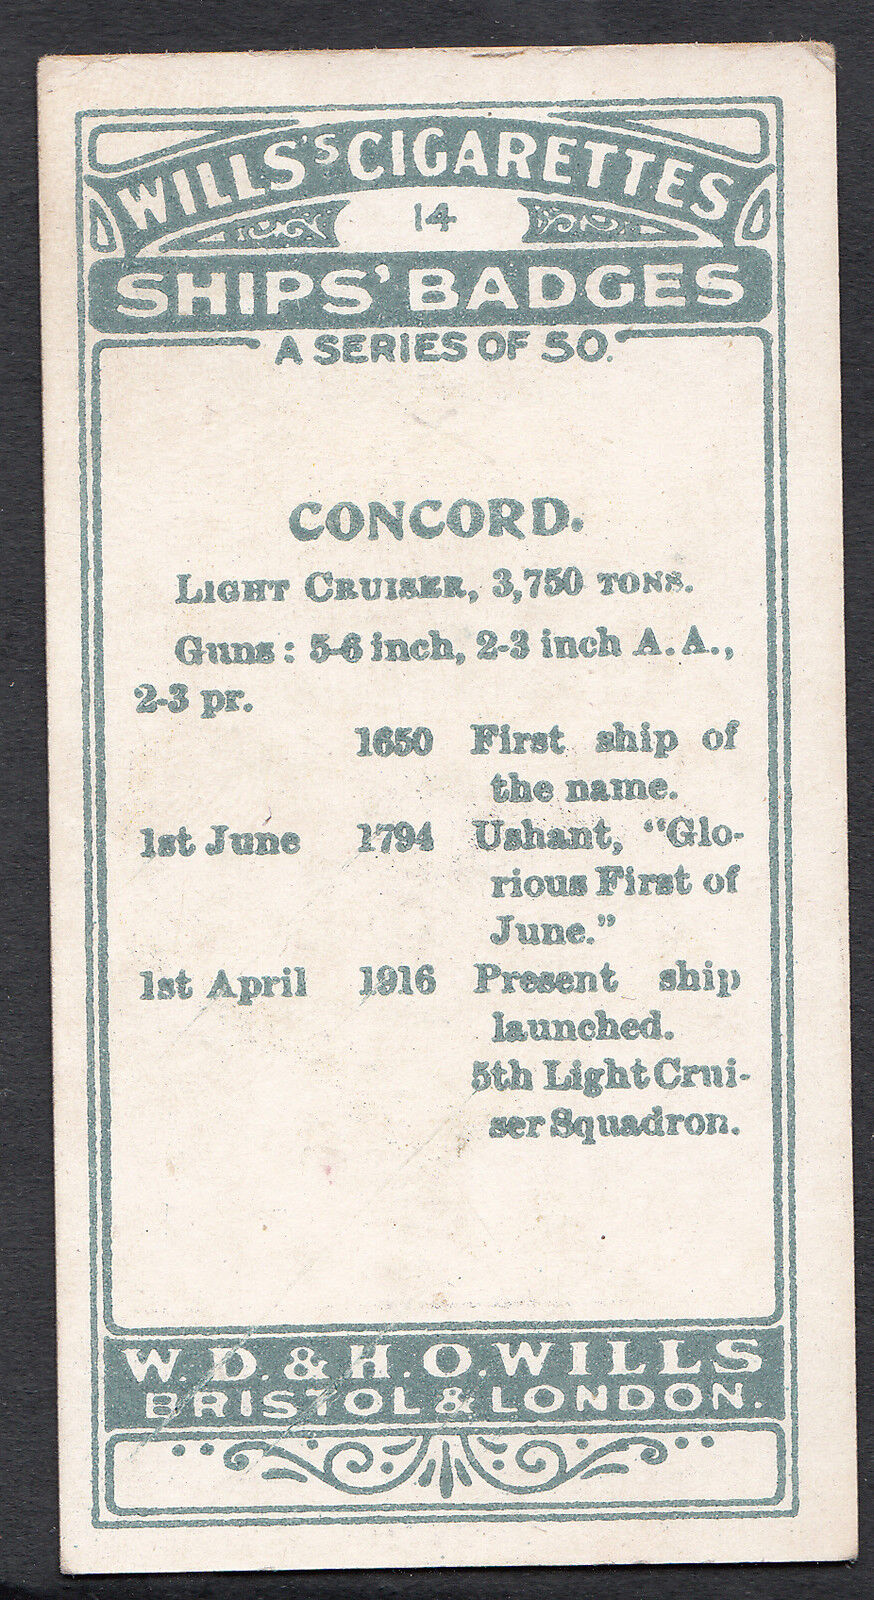 WILLS'S CIGARETTES
14
SHIPS' BADGES
A SERIES OF 50.
CONCORD.
LIGHT CRUISER, 3,750 TONS.
Guns: 5-6 inch, 2-3 inch A.A.,
2-3 pr.
1650 First ship of
the name.
1st June 1794 Ushant, "Glo-
rious First of
June."
1st April 1916 Present ship
launched.
5th Light Crui-
ser Squadron.
W. D. & H. O. WILLS
BRISTOL & LONDON.